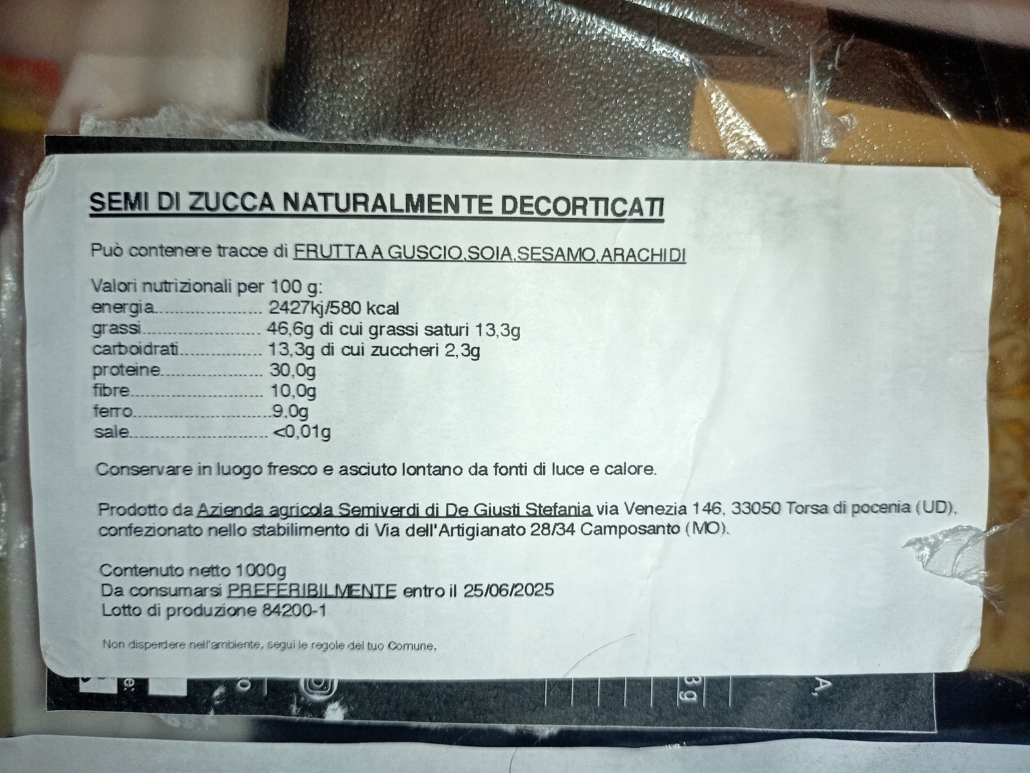 SEMI DI ZUCCA NATURALMENTE DECORTICATI
Può contenere tracce di FRUTTA A GUSCIO,SOIA,SESAMO,ARACHIDI
Valori nutrizionali per 100 g:
energia...................... 2427kj/580 kcal
grassi........................ 46,6g di cui grassi saturi 13,3g
carboidrati................. 13,3g di cui zuccheri 2,3g
proteine..................... 30,0g
fibre........................... 10,0g
ferro...........................9,0g
sale............................ <0,01g
Conservare in luogo fresco e asciuto lontano da fonti di luce e calore.
Prodotto da Azienda agricola Semiverdi di De Giusti Stefania via Venezia 146, 33050 Torsa di pocenia (UD),
confezionato nello stabilimento di Via dell'Artigianato 28/34 Camposanto (MO).
Contenuto netto 1000g
Da consumarsi PREFERIBILMENTE entro il 25/06/2025
Lotto di produzione 84200-1
Non disperdere nell'ambiente, segui le regole del tuo Comune,